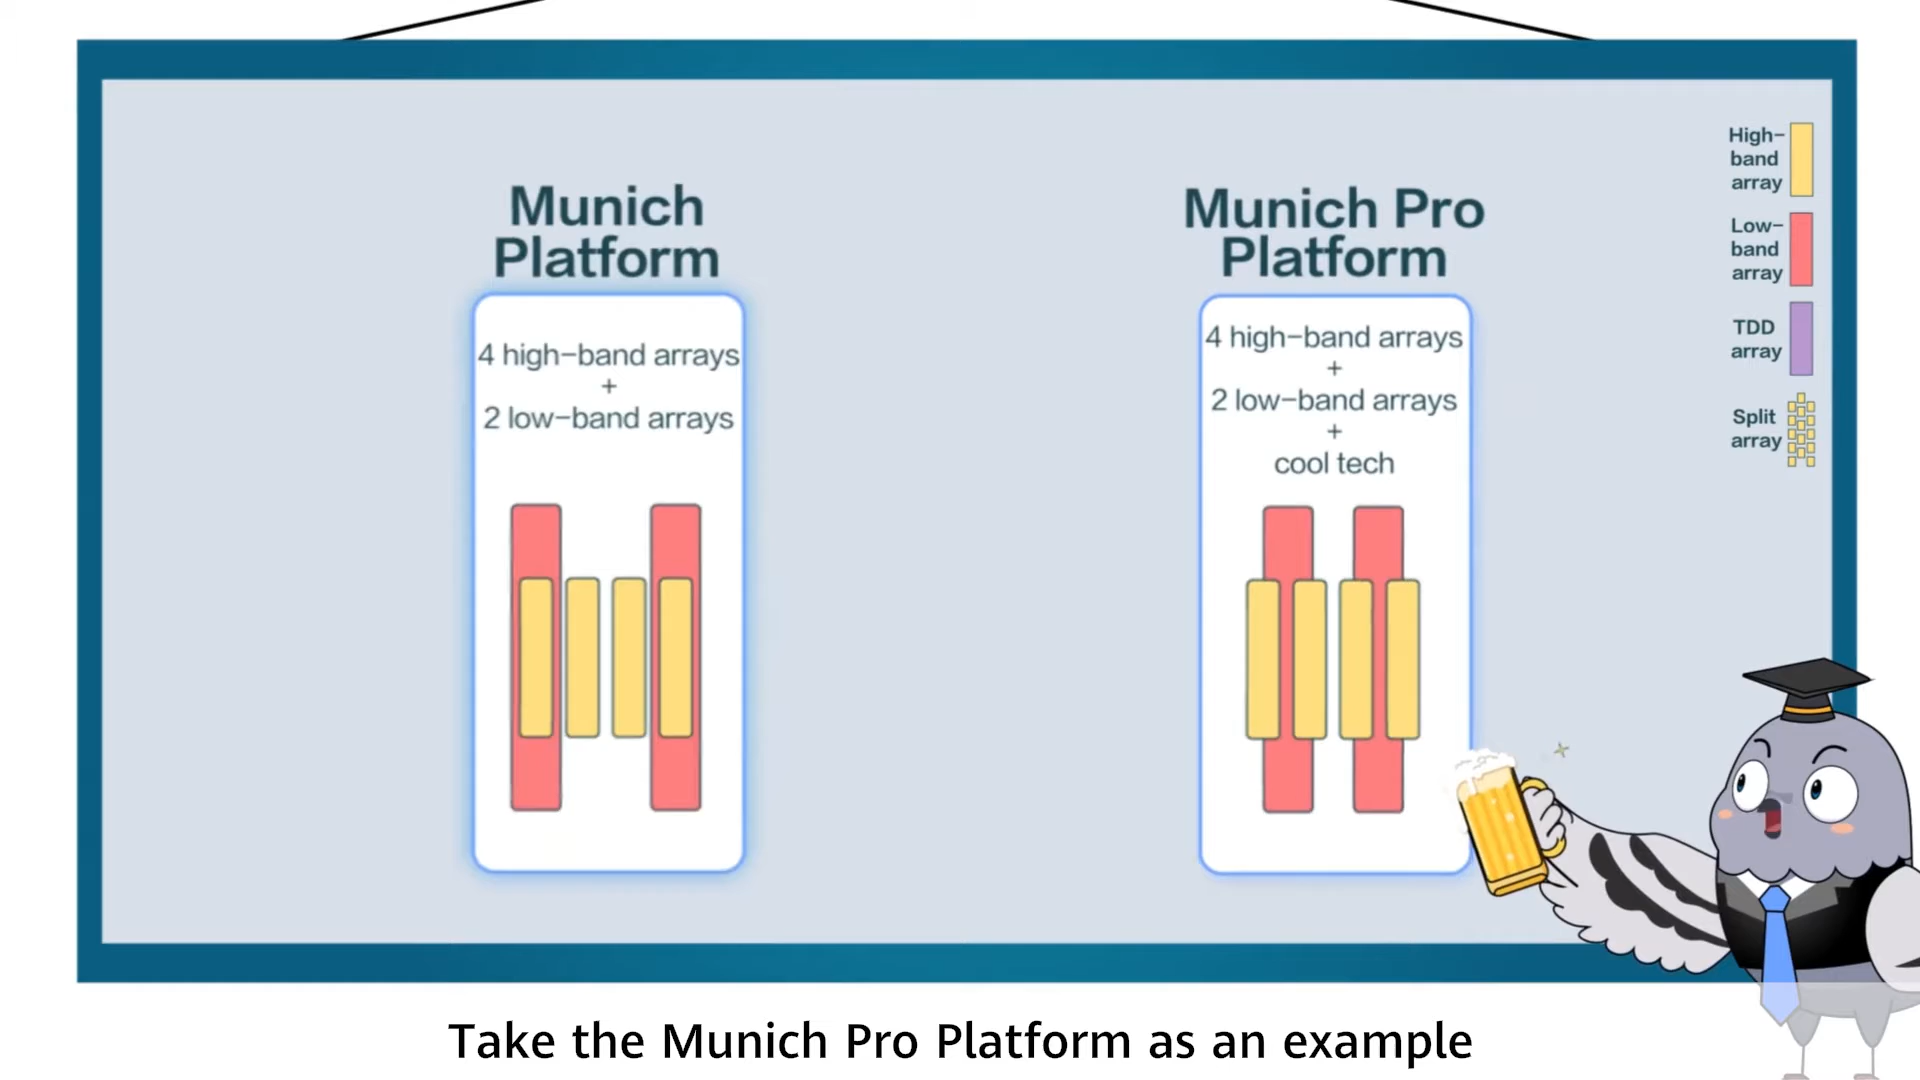 Munich
Platform
4 high-band arrays
+
2 low-band arrays
Munich Pro
Platform
4 high-band arrays
+
2 low-band arrays
+
cool tech
High-
band
array
Low-
band
array
TDD
array
Split
array
Take the Munich Pro Platform as an example